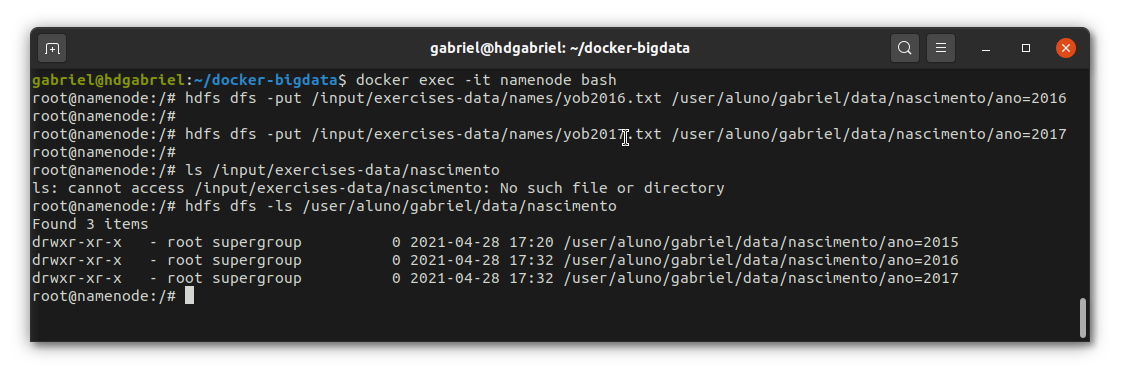 gabriel@hdgabriel: ~/docker-bigdata
gabriel@hdgabriel:~/docker-bigdata$ docker exec -it namenode bash
root@namenode:/# hdfs dfs -put /input/exercises-data/names/yob2016.txt /user/aluno/gabriel/data/nascimento/ano=2016
root@namenode:/#
root@namenode:/# hdfs dfs -put /input/exercises-data/names/yob2017.txt /user/aluno/gabriel/data/nascimento/ano=2017
root@namenode:/#
root@namenode:/# ls /input/exercises-data/nascimento
ls: cannot access /input/exercises-data/nascimento: No such file or directory
root@namenode:/# hdfs dfs -ls /user/aluno/gabriel/data/nascimento
Found 3 items
drwxr-xr-x   - root supergroup          0 2021-04-28 17:20 /user/aluno/gabriel/data/nascimento/ano=2015
drwxr-xr-x   - root supergroup          0 2021-04-28 17:32 /user/aluno/gabriel/data/nascimento/ano=2016
drwxr-xr-x   - root supergroup          0 2021-04-28 17:32 /user/aluno/gabriel/data/nascimento/ano=2017
root@namenode:/#